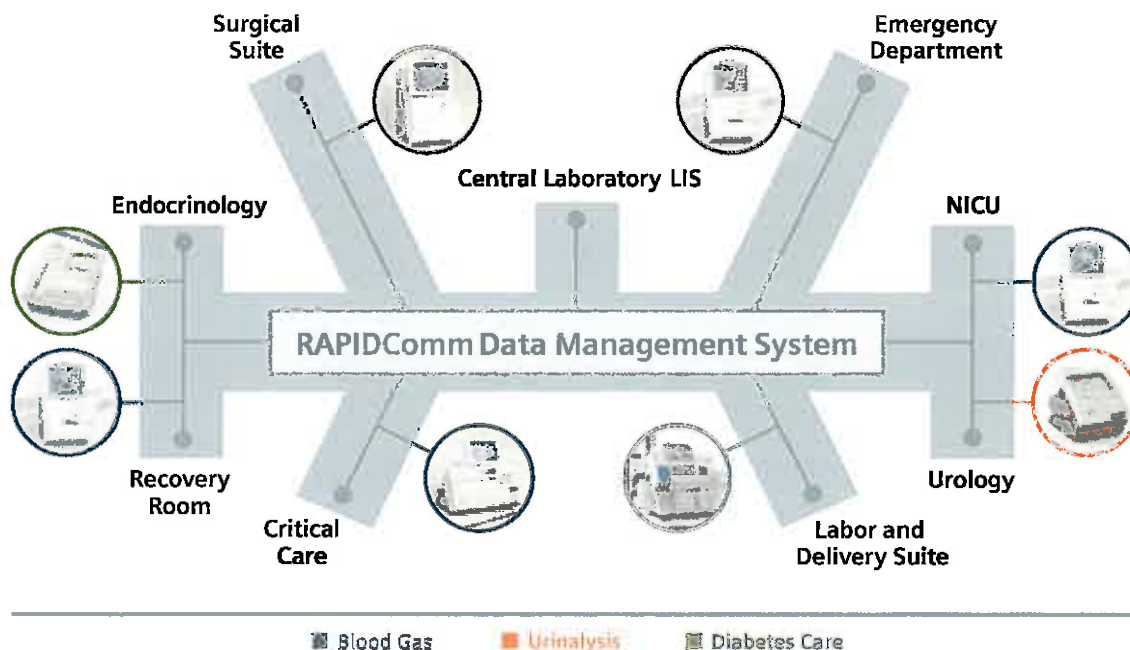 Surgical
Suite
Emergency
Department
Central Laboratory LIS
Endocrinology
NICU
RAPIDComm Data Management System
Recovery
Room
Urology
Critical
Care
Labor and
Delivery Suite
Blood Gas
Urinalysis
Diabetes Care